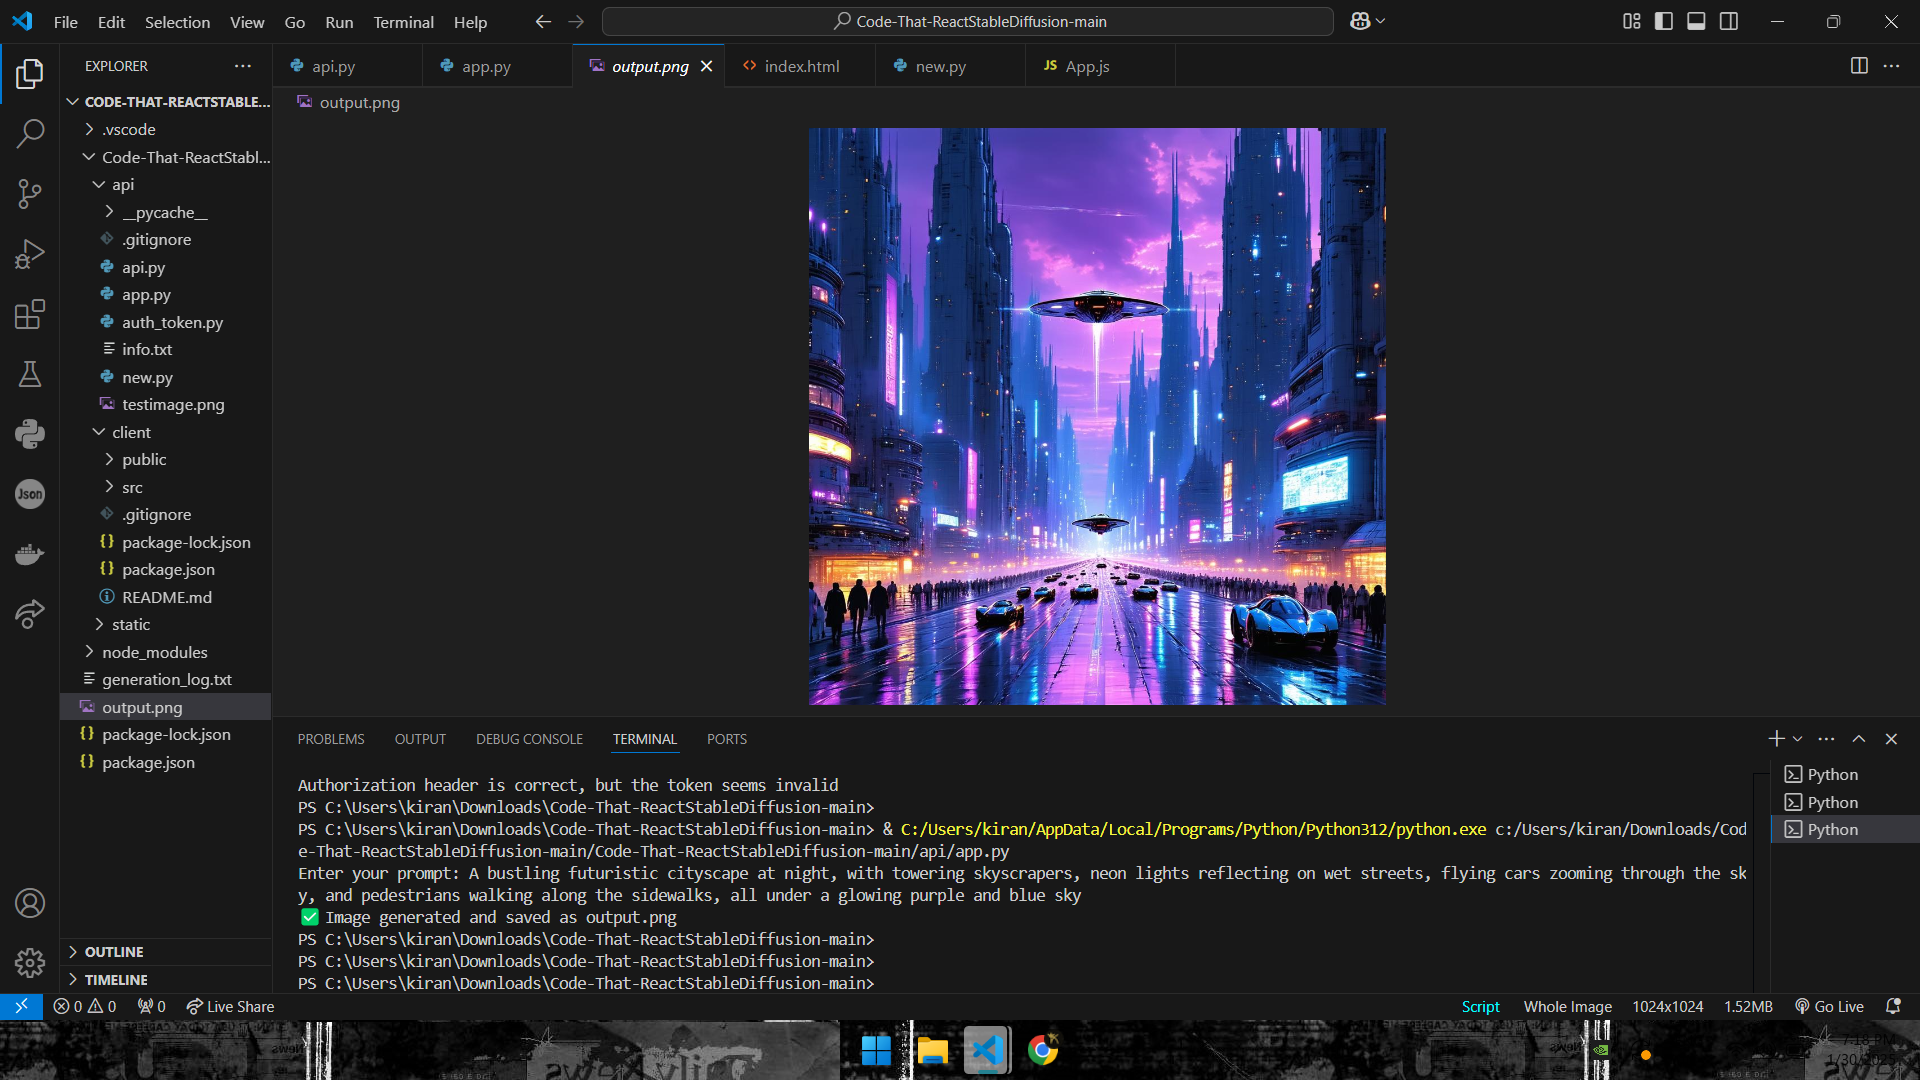 File Edit Selection View Go Run Terminal Help
Code-That-ReactStableDiffusion-main
EXPLORER
CODE-THAT-REACTSTABLE...
.vscode
Code-That-ReactStabl...
api
__pycache__
.gitignore
api.py
app.py
auth_token.py
info.txt
new.py
testimage.png
client
public
src
.gitignore
package-lock.json
package.json
README.md
static
node_modules
generation_log.txt
output.png
package-lock.json
package.json
OUTLINE
TIMELINE
Json
api.py app.py output.png index.html new.py JS App.js
output.png
PROBLEMS OUTPUT DEBUG CONSOLE TERMINAL PORTS
Authorization header is correct, but the token seems invalid
PS C:\Users\kiran\Downloads\Code-That-ReactStableDiffusion-main>
PS C:\Users\kiran\Downloads\Code-That-ReactStableDiffusion-main> & C:/Users/kiran/AppData/Local/Programs/Python/Python312/python.exe c:/Users/kiran/Downloads/Cod
e-That-ReactStableDiffusion-main/Code-That-ReactStableDiffusion-main/api/app.py
Enter your prompt: A bustling futuristic cityscape at night, with towering skyscrapers, neon lights reflecting on wet streets, flying cars zooming through the sk
y, and pedestrians walking along the sidewalks, all under a glowing purple and blue sky
✅ Image generated and saved as output.png
PS C:\Users\kiran\Downloads\Code-That-ReactStableDiffusion-main>
PS C:\Users\kiran\Downloads\Code-That-ReactStableDiffusion-main>
PS C:\Users\kiran\Downloads\Code-That-ReactStableDiffusion-main>
Python
Python
Python
0 0 0 Live Share
Script Whole Image 1024x1024 1.52MB Go Live